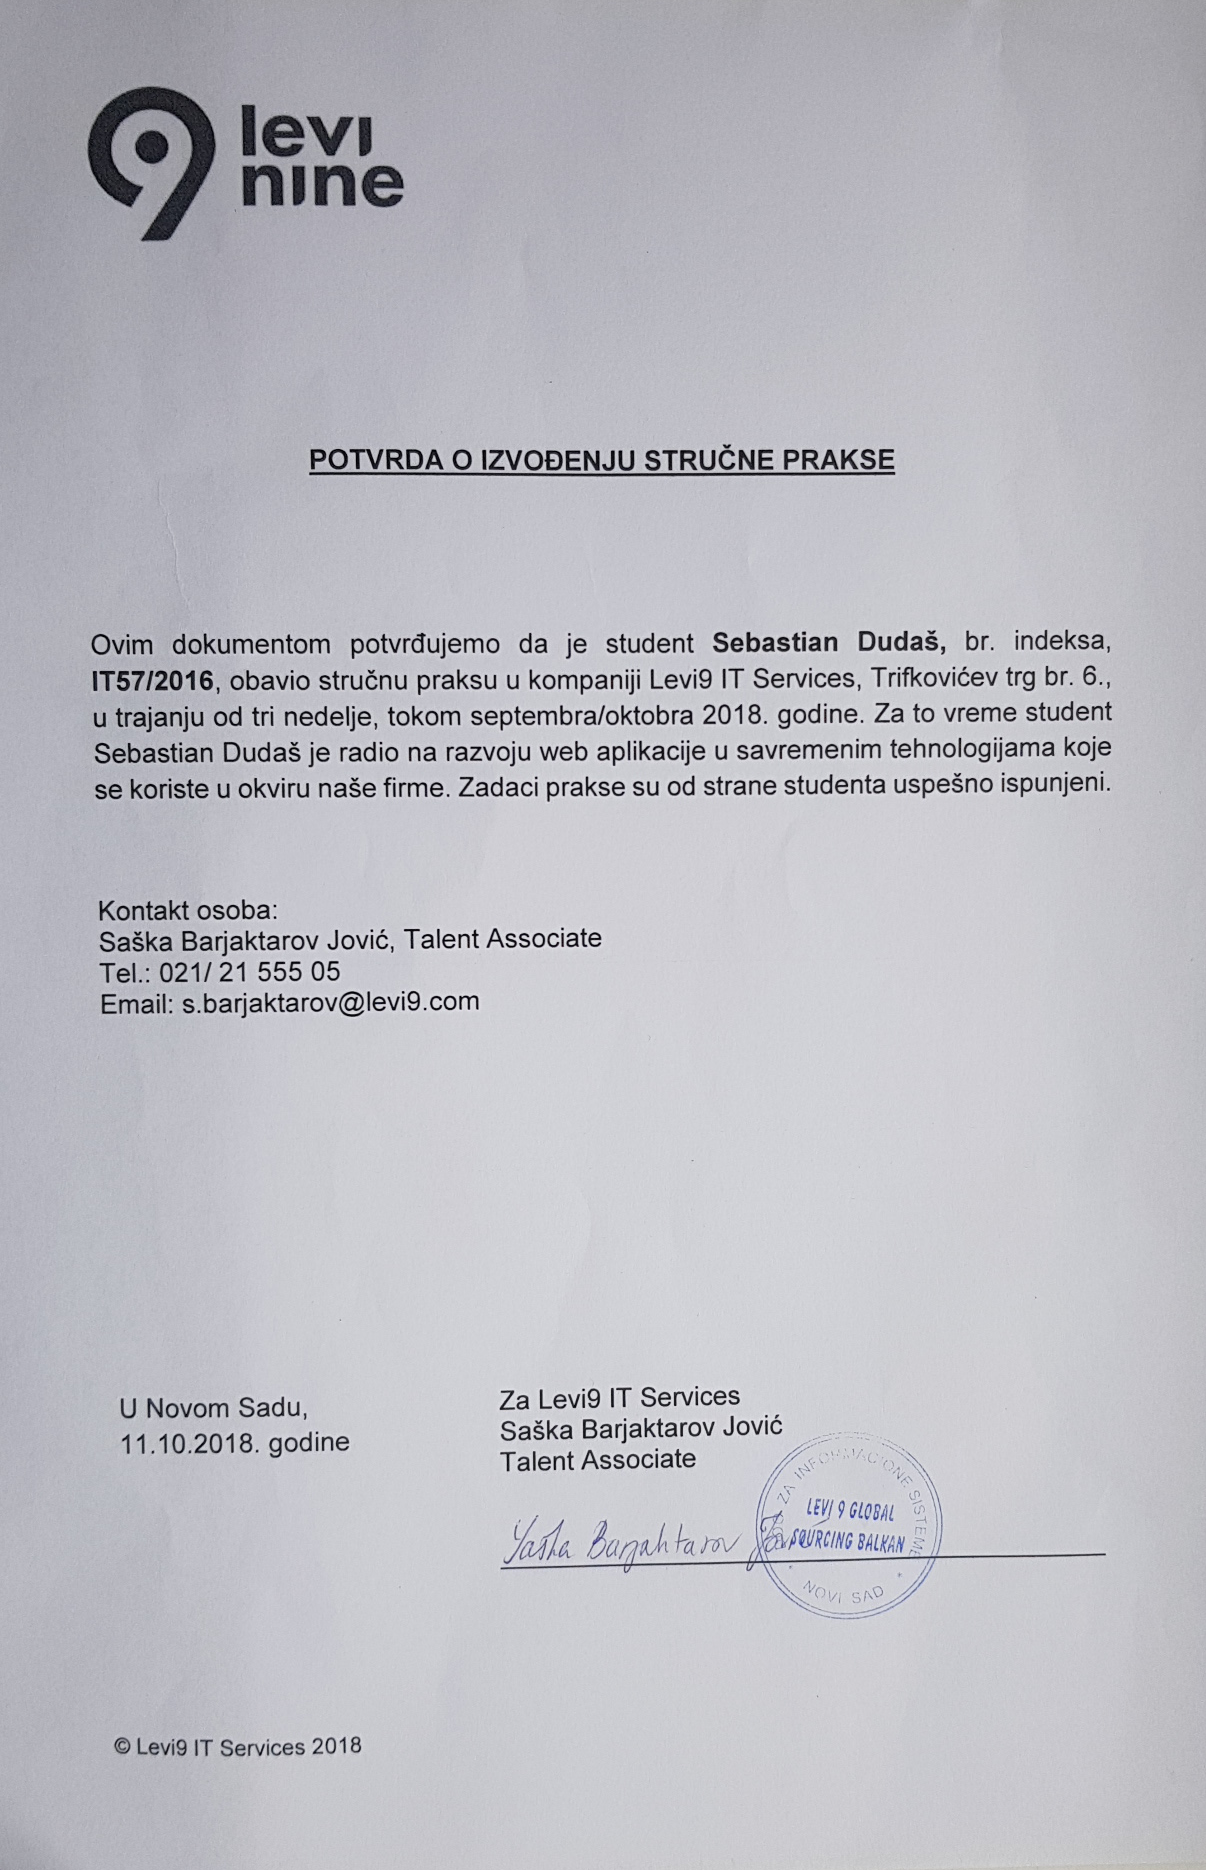 levi
nine
POTVRDA O IZVOĐENJU STRUČNE PRAKSE
Ovim dokumentom potvrđujemo da je student Sebastian Dudaš, br. indeksa,
IT57/2016, obavio stručnu praksu u kompaniji Levi9 IT Services, Trifkovićev trg br. 6.,
u trajanju od tri nedelje, tokom septembra/oktobra 2018. godine. Za to vreme student
Sebastian Dudaš je radio na razvoju web aplikacije u savremenim tehnologijama koje
se koriste u okviru naše firme. Zadaci prakse su od strane studenta uspešno ispunjeni.
Kontakt osoba:
Saška Barjaktarov Jović, Talent Associate
Tel.: 021/ 21 555 05
Email: s.barjaktarov@levi9.com
U Novom Sadu,
11.10.2018. godine
Za Levi9 IT Services
Saška Barjaktarov Jović
Talent Associate
Saška Barjaktarov
ZA INFORMACIONE SISTEME
LEVI 9 GLOBAL
SOURCING BALKAN
NOVI SAD
© Levi9 IT Services 2018